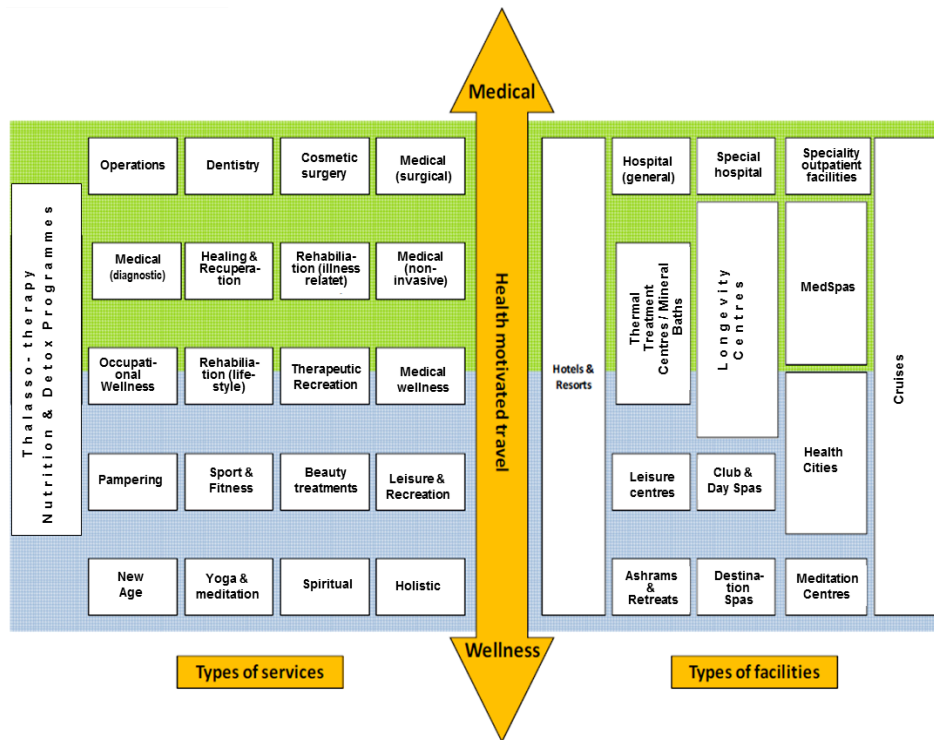 Medical
Operations
Dentistry
Cosmetic
surgery
Medical
(surgical)
Hospital
(general)
Special
hospital
Speciality
outpatient
facilities
Thalasso-therapy
Nutrition & Detox Programmes
Medical
(diagnostic)
Healing &
Recupera-
tion
Rehabilia-
tion (illness
relatet)
Medical
(non-
invasive)
Health motivated travel
Hotels &
Resorts
Thermal
Treatment
Centres / Mineral
Baths
Longevity
Centres
MedSpas
Cruises
Occupati-
onal
Wellness
Rehabilia-
tion (life-
style)
Therapeutic
Recreation
Medical
wellness
Pampering
Sport &
Fitness
Beauty
treatments
Leisure &
Recreation
Leisure
centres
Club &
Day Spas
Health
Cities
New
Age
Yoga &
meditation
Spiritual
Holistic
Ashrams
&
Retreats
Destina-
tion
Spas
Meditation
Centres
Wellness
Types of services
Types of facilities